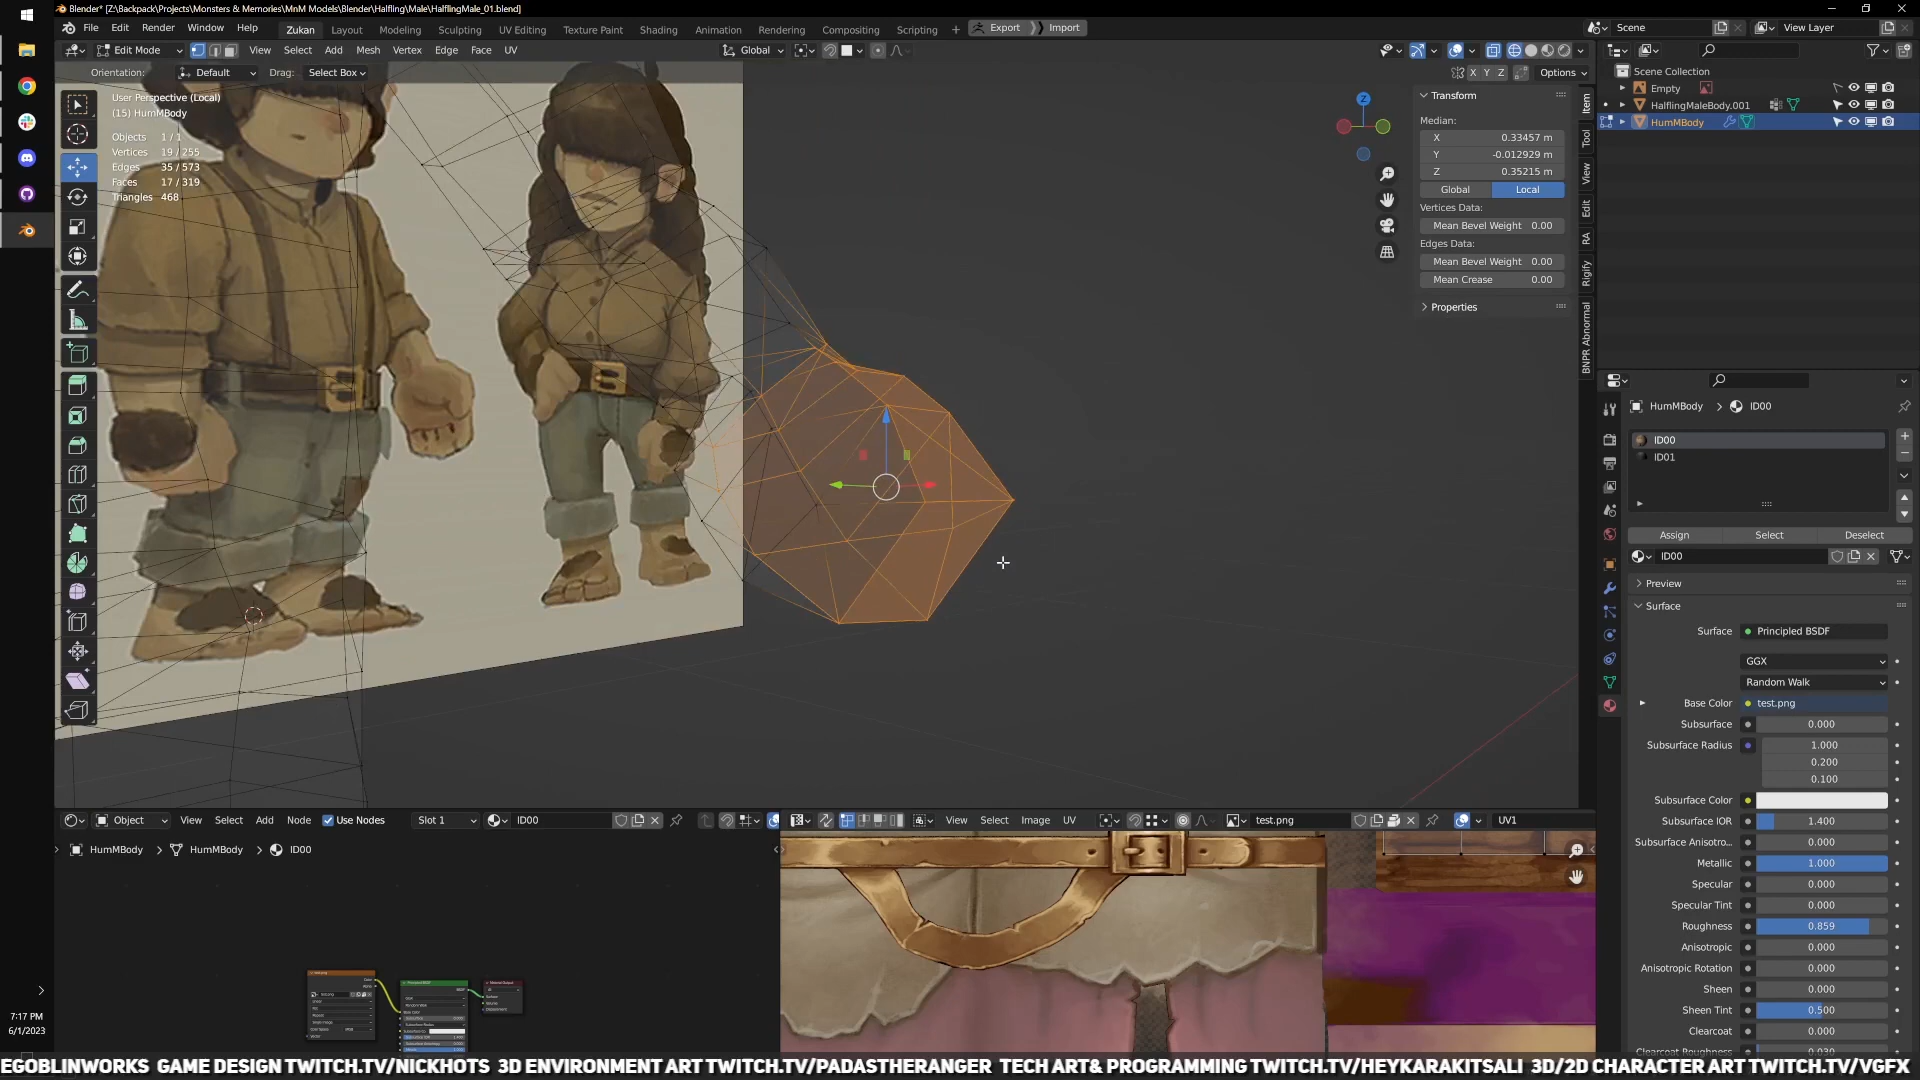 Blender* [Z:\Backpack\Projects\Monsters & Memories\MnM Models\Blender\Halfling\Male\HalflingMale_01.blend]
File Edit Render Window Help Zukan Layout Modeling Sculpting UV Editing Texture Paint Shading Animation Rendering Compositing Scripting + Export Import Scene View Layer
Edit Mode View Select Add Mesh Vertex Edge Face UV Global
Orientation: Default Drag: Select Box X Y Z Options
User Perspective (Local)
(15) HumMBody
Objects 1 / 1
Vertices 19 / 255
Edges 35 / 573
Faces 17 / 319
Triangles 468
Z
Transform
Median:
X 0.33457 m
Y -0.012929 m
Z 0.35215 m
Global Local
Vertices Data:
Mean Bevel Weight 0.00
Edges Data:
Mean Bevel Weight 0.00
Mean Crease 0.00
Properties
Item
Tool
View
Edit
RA
Rigify
BNPR Abnormal
Scene Collection
Empty
HalflingMaleBody.001
HumMBody
HumMBody > ID00
ID00
ID01
Assign Select Deselect
ID00
Preview
Surface
Surface Principled BSDF
GGX
Random Walk
Base Color test.png
Subsurface 0.000
Subsurface Radius 1.000
0.200
0.100
Subsurface Color
Subsurface IOR 1.400
Subsurface Anisotro... 0.000
Metallic 1.000
Specular 0.000
Specular Tint 0.000
Roughness 0.859
Anisotropic 0.000
Anisotropic Rotation 0.000
Sheen 0.000
Sheen Tint 0.500
Clearcoat 0.000
Clearcoat Roughness 0.030
Object View Select Add Node Use Nodes Slot 1 ID00
HumMBody > HumMBody > ID00
View Select Image UV test.png UV1
7:17 PM
6/1/2023
EGOBLINWORKS GAME DESIGN TWITCH.TV/NICKHOTS 3D ENVIRONMENT ART TWITCH.TV/PADASTHERANGER TECH ART& PROGRAMMING TWITCH.TV/HEYKARAKITSALI 3D/2D CHARACTER ART TWITCH.TV/VGFX